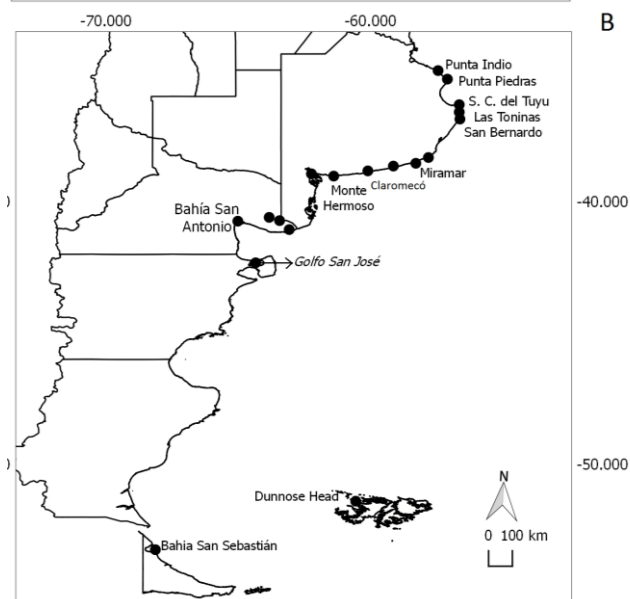 -70.000 -60.000
B
Punta Indio
Punta Piedras
S. C. del Tuyu
Las Toninas
San Bernardo
Miramar
Claromecó
Monte
Hermoso
-40.000
Bahía San
Antonio
Golfo San José
-50.000
Dunnose Head
N
0 100 km
Bahia San Sebastián